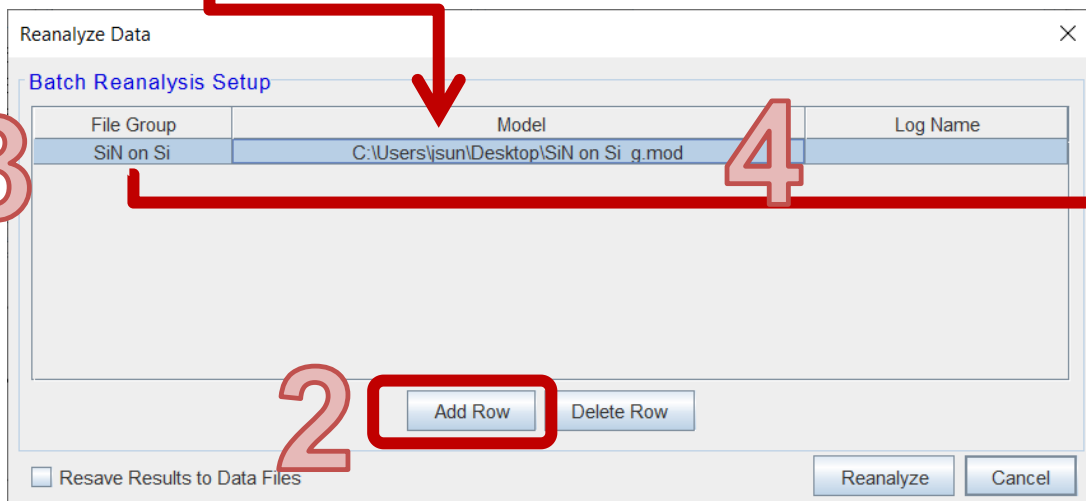 Reanalyze Data
Batch Reanalysis Setup
File Group Model Log Name
SiN on Si C:\Users\jsun\Desktop\SiN on Si_g.mod
3
4
2
Add Row Delete Row
Resave Results to Data Files
Reanalyze Cancel